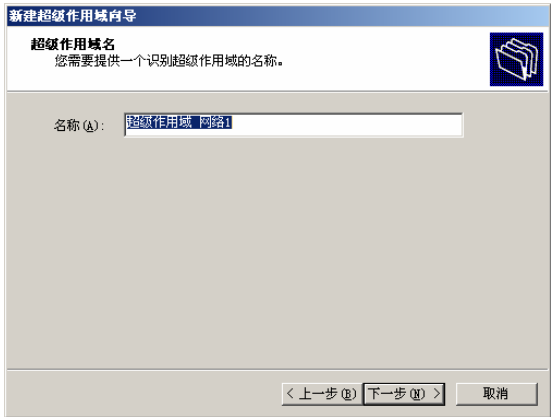 新建超级作用域向导
超级作用域名
您需要提供一个识别超级作用域的名称。
名称(A): 超级作用域 网络1
< 上一步(B) 下一步(N) > 取消